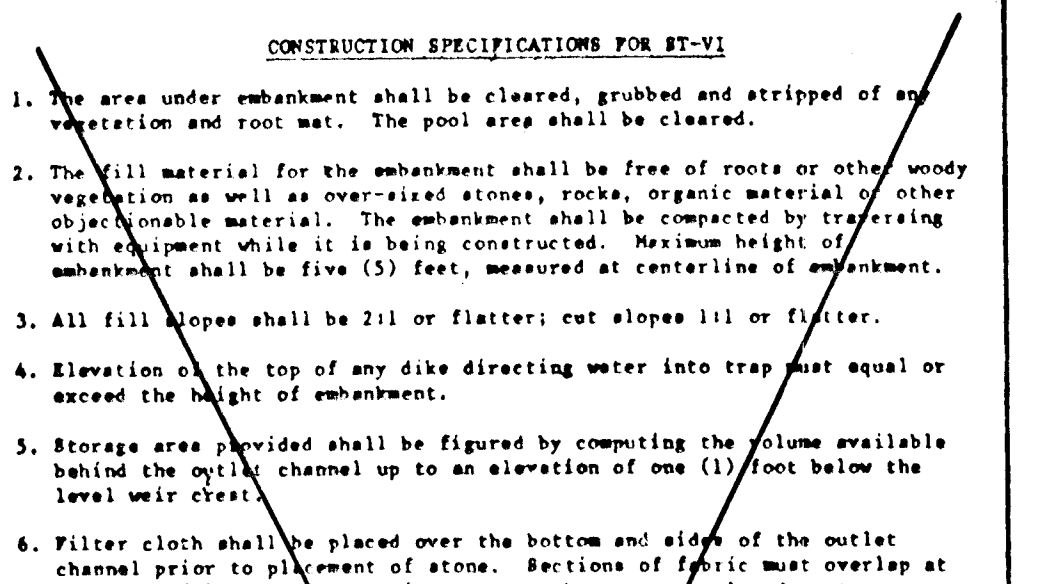 CONSTRUCTION SPECIFICATIONS FOR ST-VI
1. The area under embankment shall be cleared, grubbed and stripped of any
vegetation and root mat. The pool area shall be cleared.
2. The fill material for the embankment shall be free of roots or other woody
vegetation as well as over-sized stones, rocks, organic material or other
objectionable material. The embankment shall be compacted by traversing
with equipment while it is being constructed. Maximum height of
embankment shall be five (5) feet, measured at centerline of embankment.
3. All fill slopes shall be 2:1 or flatter; cut slopes 1:1 or flatter.
4. Elevation of the top of any dike directing water into trap must equal or
exceed the height of embankment.
5. Storage area provided shall be figured by computing the volume available
behind the outlet channel up to an elevation of one (1) foot below the
level weir crest.
6. Filter cloth shall be placed over the bottom and sides of the outlet
channel prior to placement of stone. Sections of fabric must overlap at